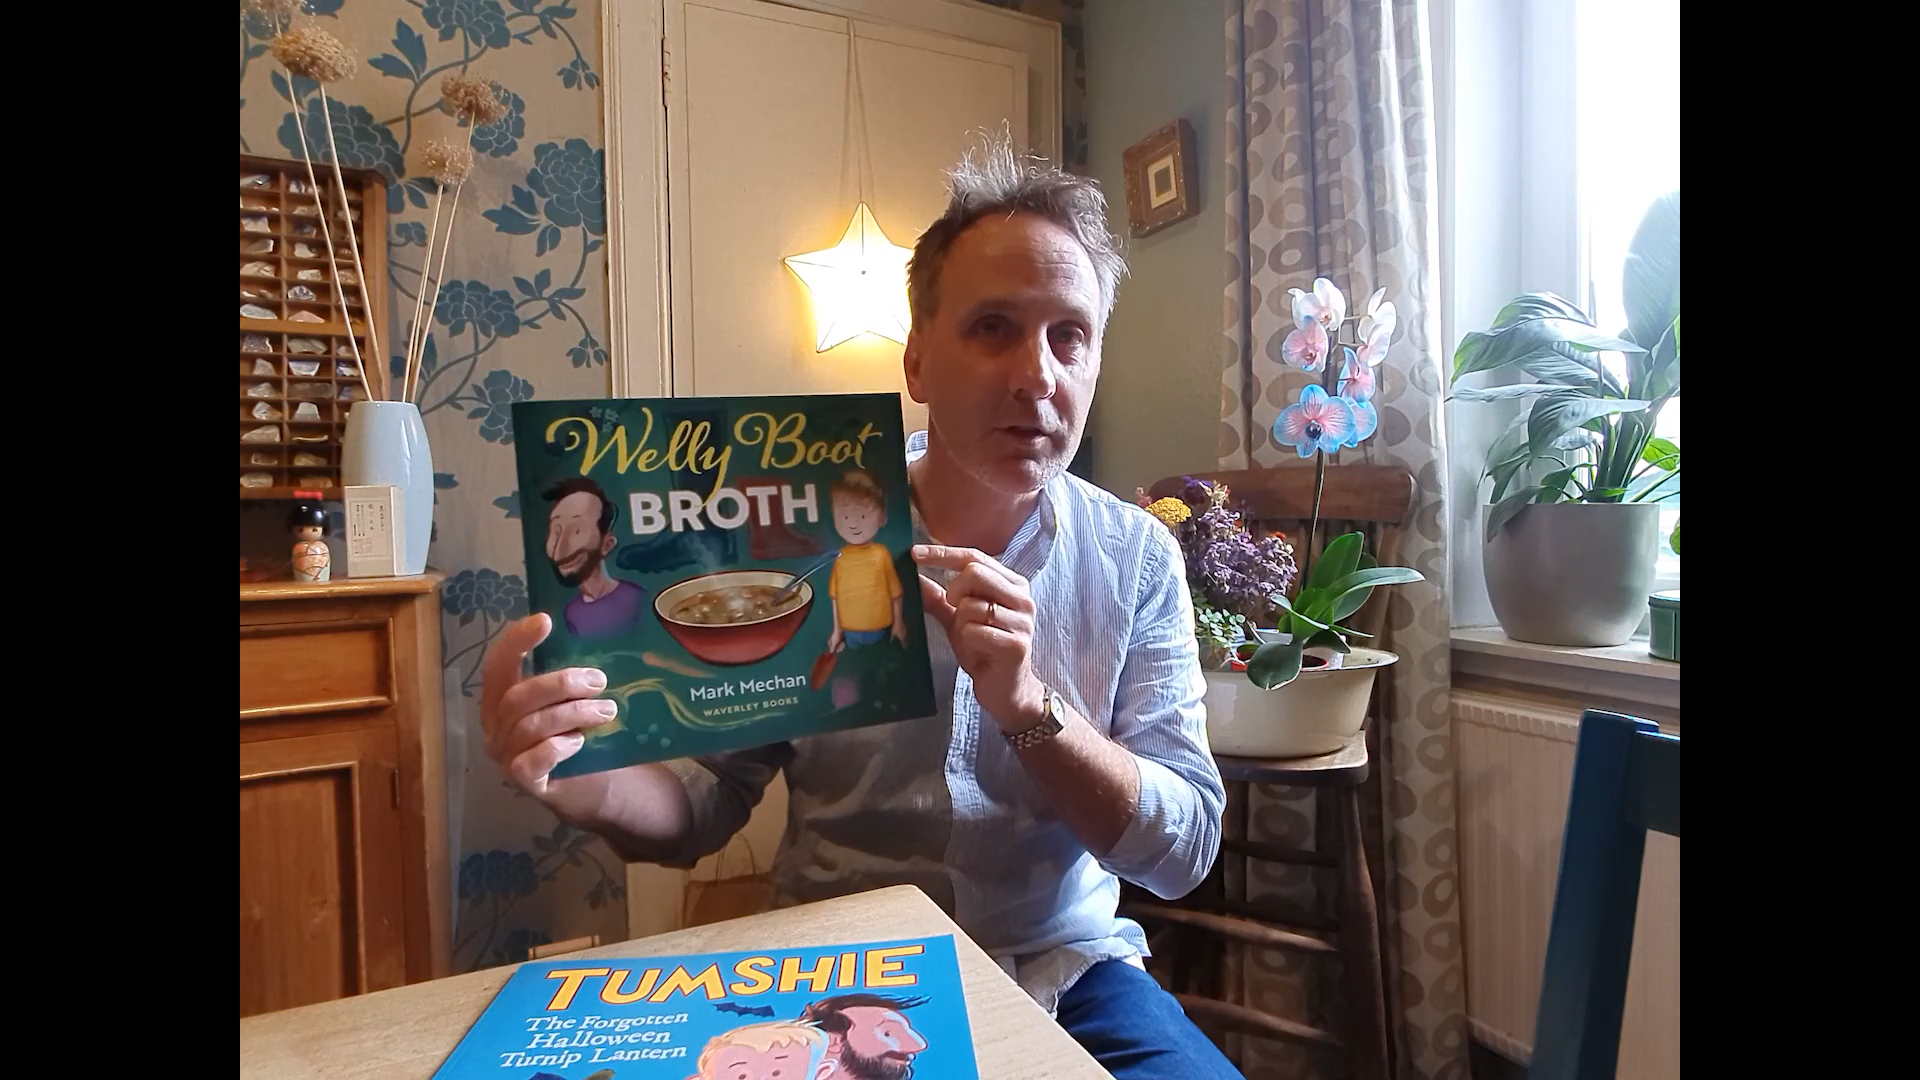 Welly Boot
BROTH
Mark Mechan
WAVERLEY BOOKS
TUMSHIE
The Forgotten
Halloween
Turnip Lantern